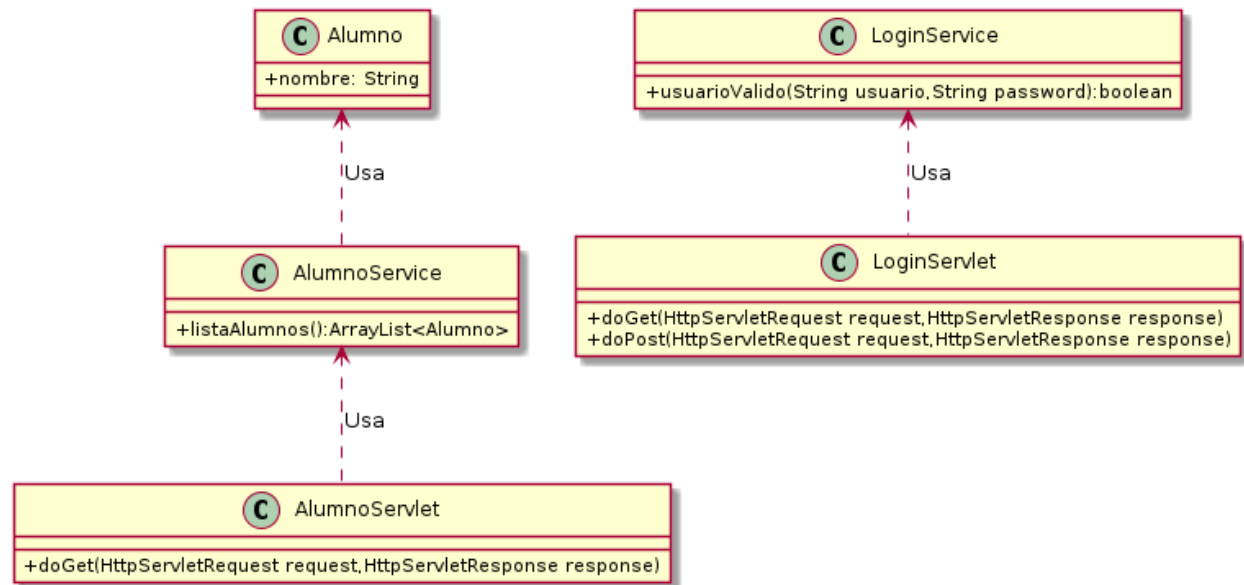 C Alumno
+nombre: String
Usa
C AlumnoService
+listaAlumnos():ArrayList<Alumno>
Usa
C AlumnoServlet
+doGet(HttpServletRequest request,HttpServletResponse response)
C LoginService
+usuarioValido(String usuario,String password):boolean
Usa
C LoginServlet
+doGet(HttpServletRequest request,HttpServletResponse response)
+doPost(HttpServletRequest request,HttpServletResponse response)